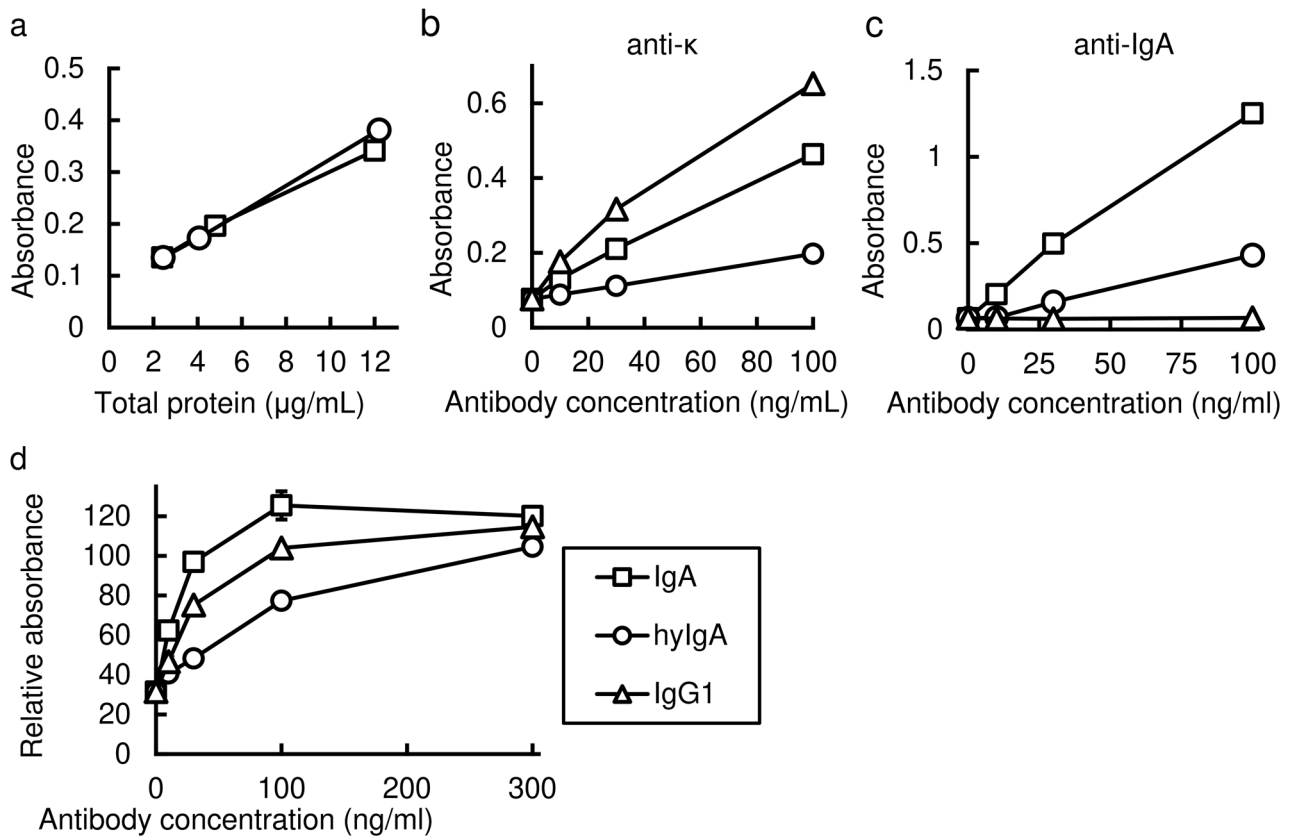 a
0.5
0.4
0.3
0.2
0.1
0
0 2 4 6 8 10 12
Absorbance
Total protein (µg/mL)
b
anti-κ
0.6
0.4
0.2
0
0 20 40 60 80 100
Absorbance
Antibody concentration (ng/mL)
c
anti-IgA
1.5
1
0.5
0
0 25 50 75 100
Absorbance
Antibody concentration (ng/ml)
d
120
100
80
60
40
20
0
0 100 200 300
Relative absorbance
Antibody concentration (ng/ml)
IgA
hyIgA
IgG1